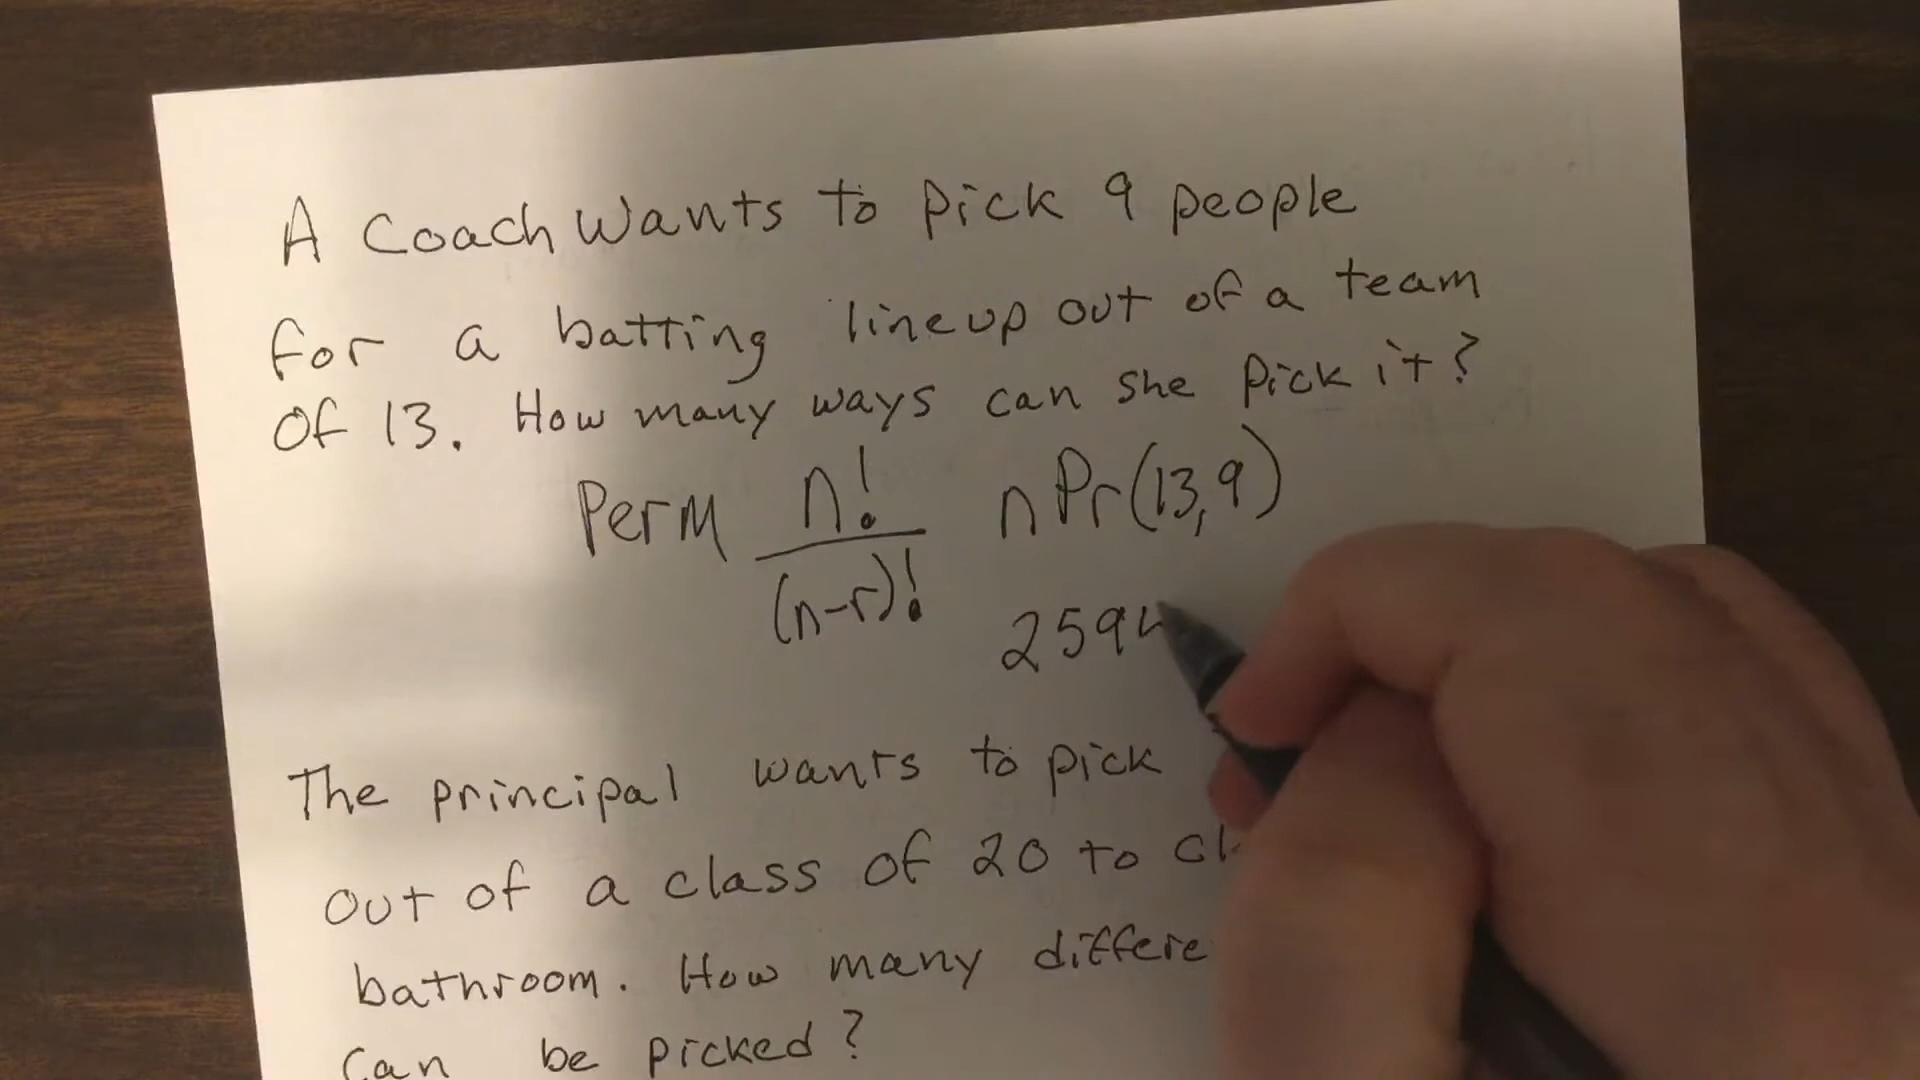 A Coach wants to pick 9 people
for a batting lineup out of a team
of 13. How many ways can she pick it?
Perm n!/(n-r)! nPr(13,9)
2594
The principal wants to pick
out of a class of 20 to
bathroom. How many
can be picked?